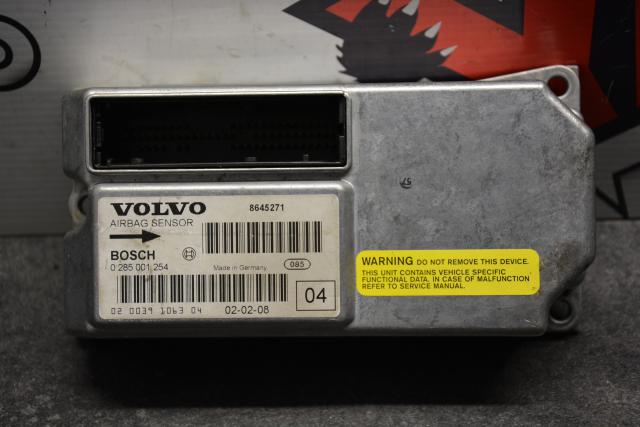 VOLVO 8645271
AIRBAG SENSOR
BOSCH
0 285 001 254 Made in Germany 085
04
02 0039 1063 04 02-02-08
57
WARNING DO NOT REMOVE THIS DEVICE.
THIS UNIT CONTAINS VEHICLE SPECIFIC
FUNCTIONAL DATA. IN CASE OF MALFUNCTION
REFER TO SERVICE MANUAL.